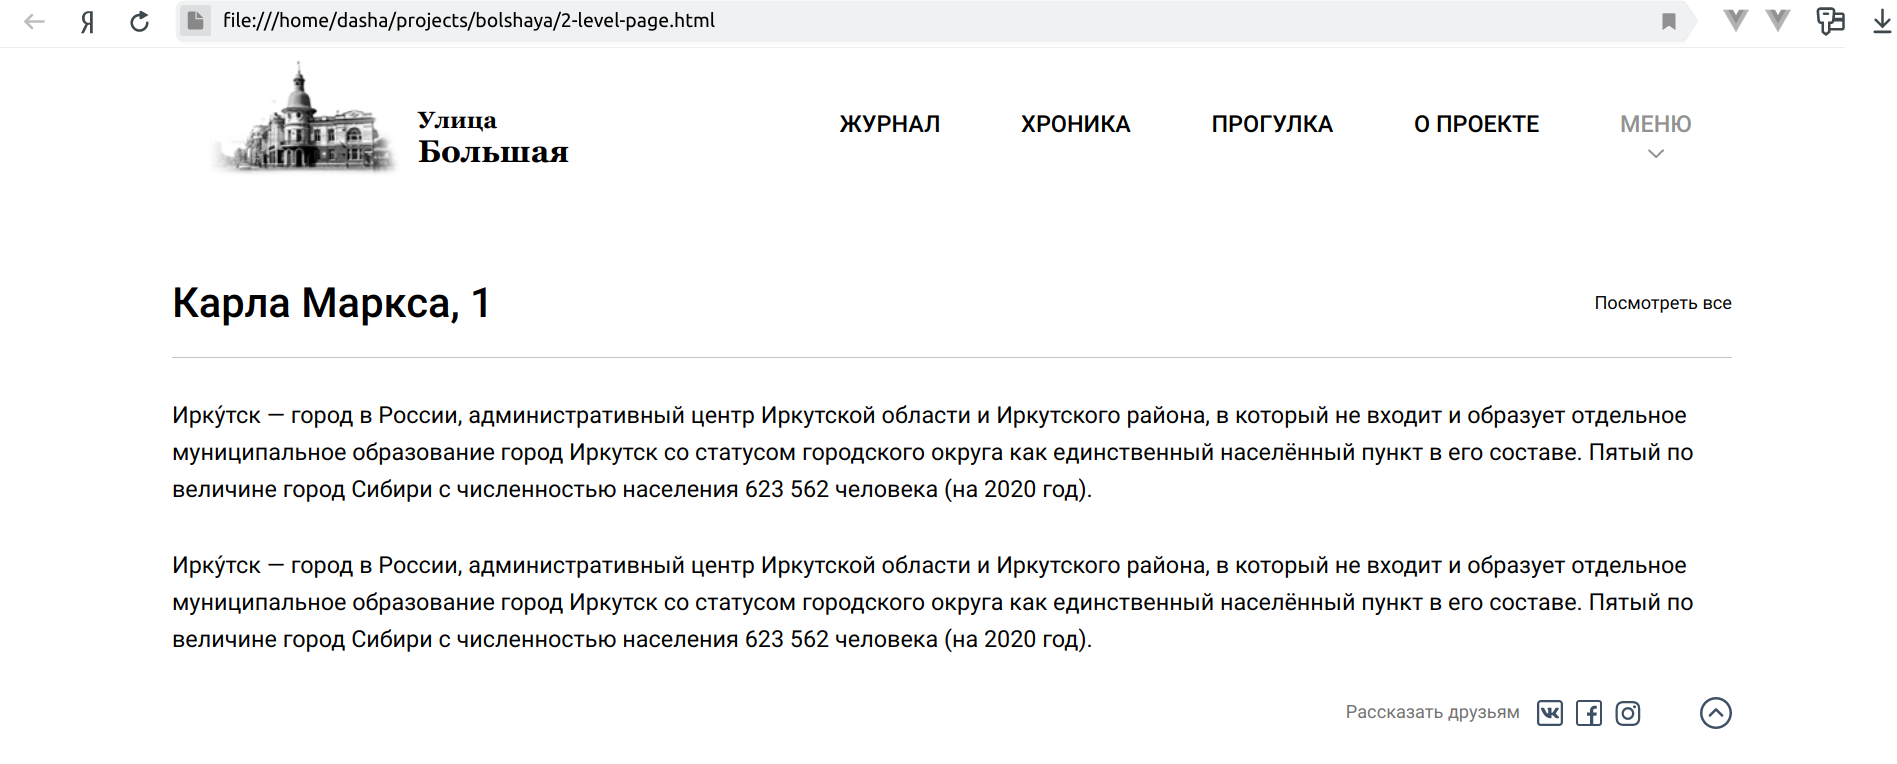 Я
file:///home/dasha/projects/bolshaya/2-level-page.html
Улица
Большая
ЖУРНАЛ ХРОНИКА ПРОГУЛКА О ПРОЕКТЕ МЕНЮ
Карла Маркса, 1
Посмотреть все
Ирку́тск — город в России, административный центр Иркутской области и Иркутского района, в который не входит и образует отдельное
муниципальное образование город Иркутск со статусом городского округа как единственный населённый пункт в его составе. Пятый по
величине город Сибири с численностью населения 623 562 человека (на 2020 год).
Ирку́тск — город в России, административный центр Иркутской области и Иркутского района, в который не входит и образует отдельное
муниципальное образование город Иркутск со статусом городского округа как единственный населённый пункт в его составе. Пятый по
величине город Сибири с численностью населения 623 562 человека (на 2020 год).
Рассказать друзьям